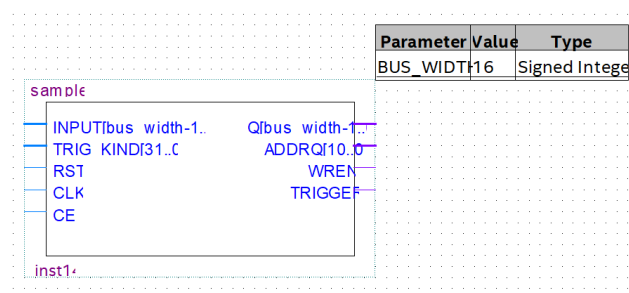 Parameter Value Type
BUS_WIDTH 16 Signed Intege
sample
INPUT[bus_width-1..
Q[bus_width-1..
TRIG_KIND[31..0
ADDRQ[10..0
RST
WREN
CLK
TRIGGER
CE
inst14